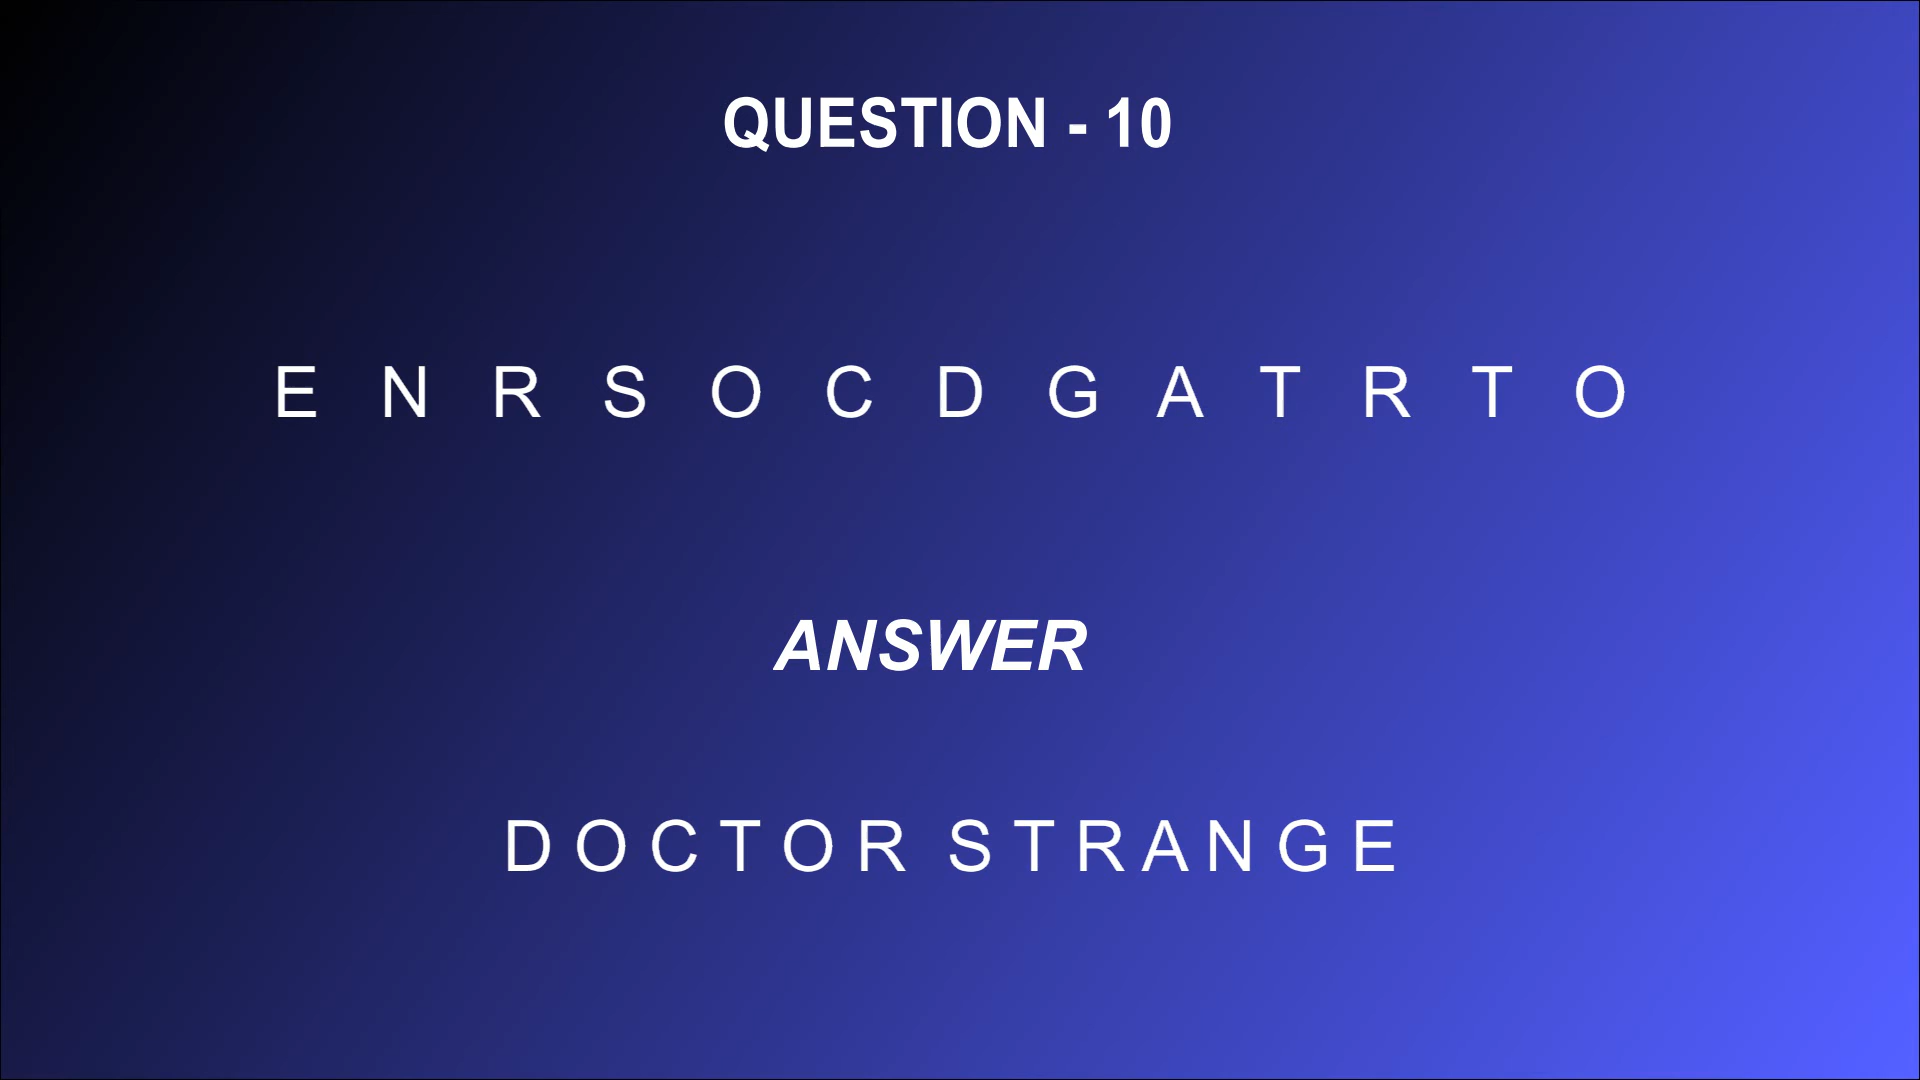 QUESTION - 10
E N R S O C D G A T R T O
ANSWER
D O C T O R S T R A N G E